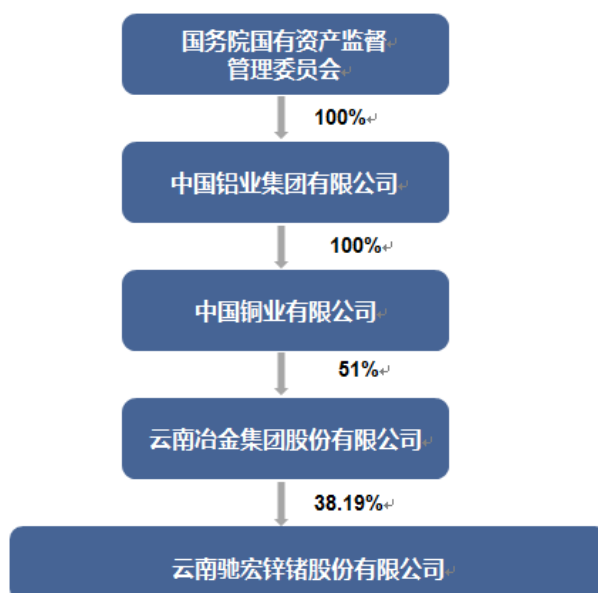 国务院国有资产监督
管理委员会
100%
中国铝业集团有限公司
100%
中国铜业有限公司
51%
云南冶金集团股份有限公司
38.19%
云南驰宏锌锗股份有限公司